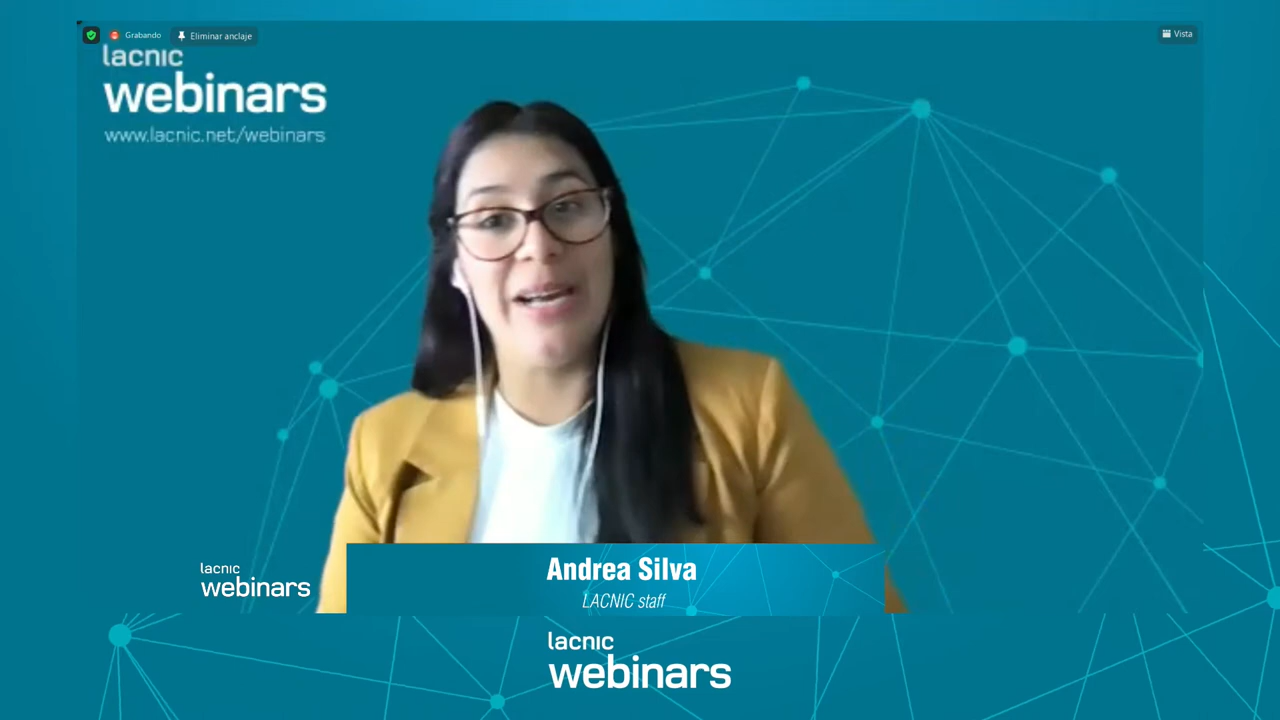 Grabando
Eliminar anclaje
Vista
lacnic
webinars
www.lacnic.net/webinars
lacnic
webinars
Andrea Silva
LACNIC staff
lacnic
webinars